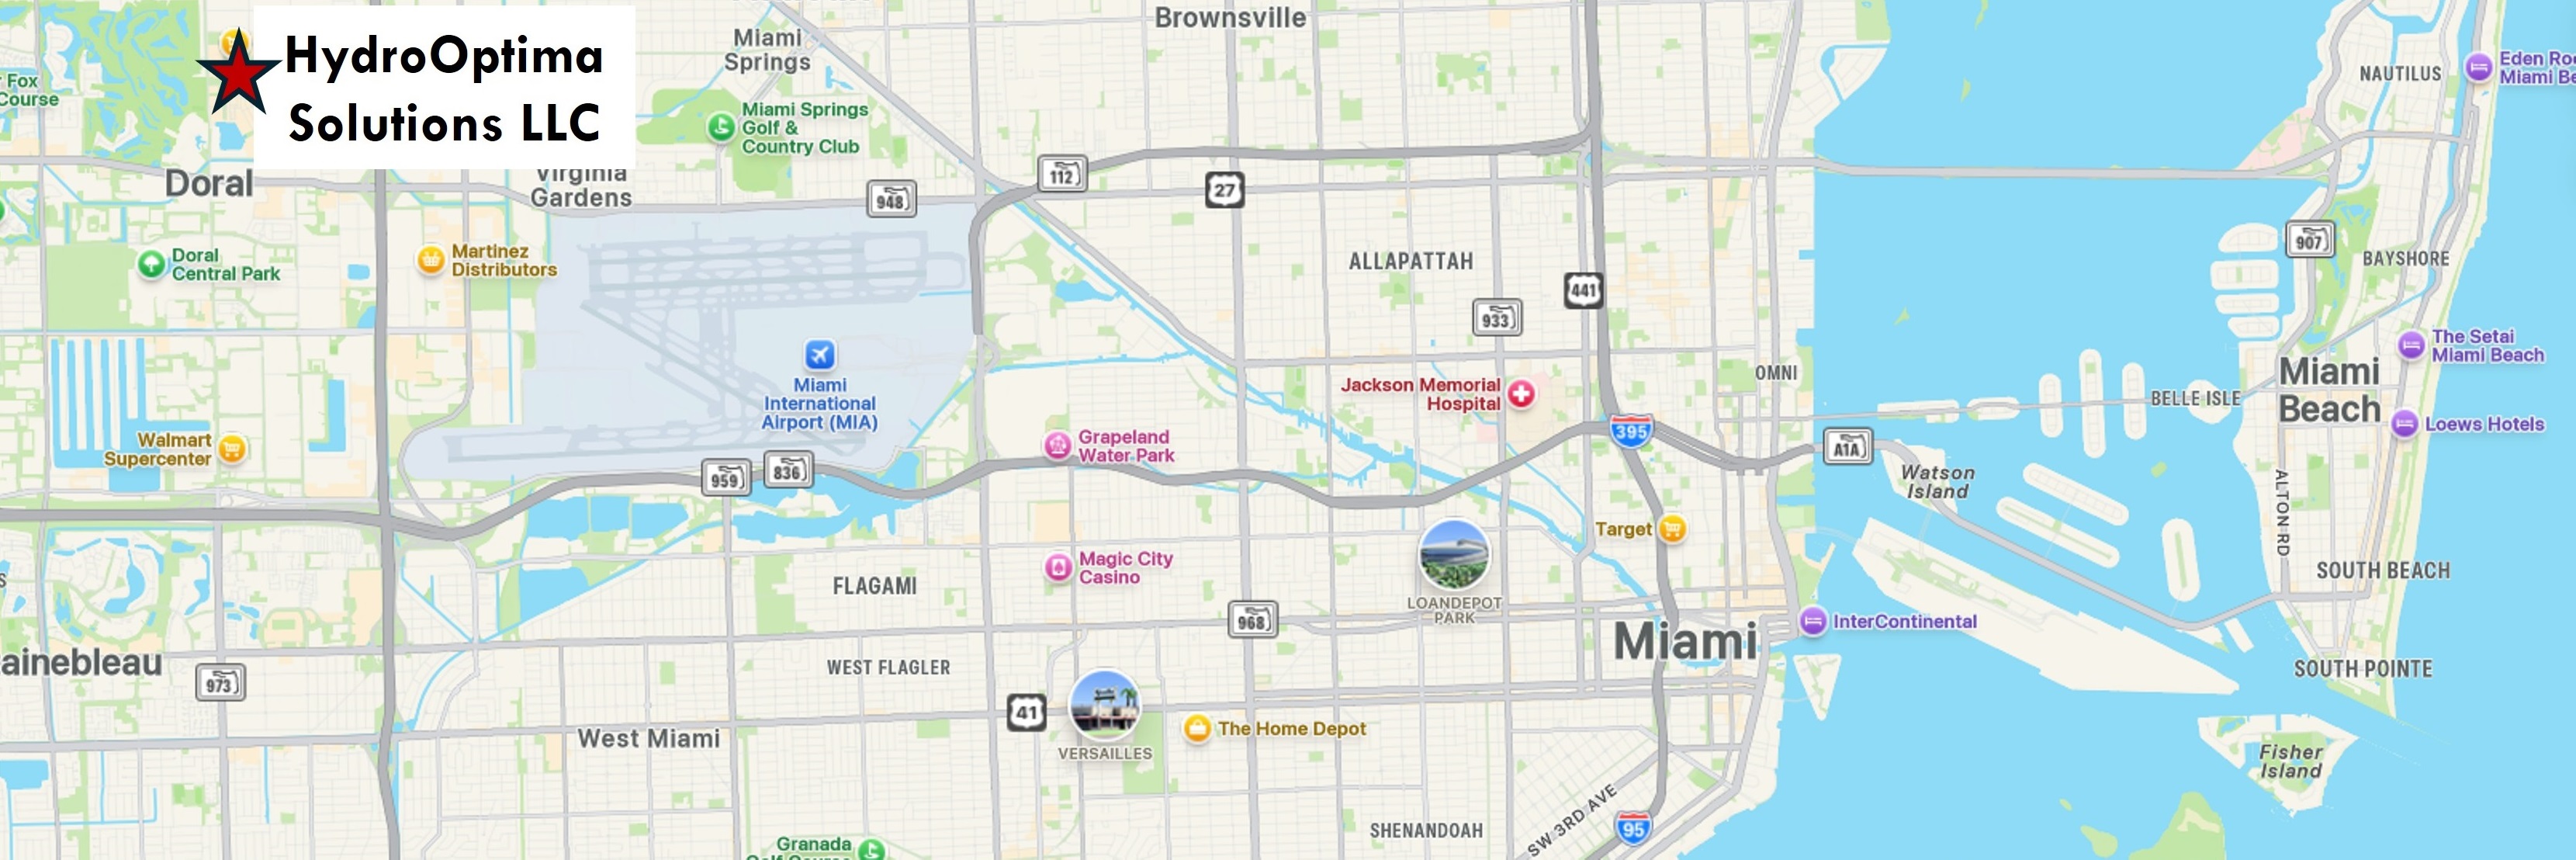 HydroOptima
Solutions LLC
Brownsville
Miami
Springs
NAUTILUS
Fox
Course
Miami Springs
Golf &
Country Club
Doral
Virginia
Gardens
112
27
948
907
Doral
Central Park
Martinez
Distributors
ALLAPATTAH
BAYSHORE
441
933
The Setai
Miami Beach
Miami
International
Airport (MIA)
Jackson Memorial
Hospital
OMNI
Miami
Beach
BELLE ISLE
Loews Hotels
Walmart
Supercenter
Grapeland
Water Park
395
A1A
959
836
Watson
Island
ALTON RD
Target
Magic City
Casino
FLAGAMI
SOUTH BEACH
LOANDEPOT
PARK
968
InterContinental
Miami
ainebleau
973
WEST FLAGLER
SOUTH POINTE
41
VERSAILLES
The Home Depot
West Miami
Fisher
Island
SW 3RD AVE
SHENANDOAH
95
Granada